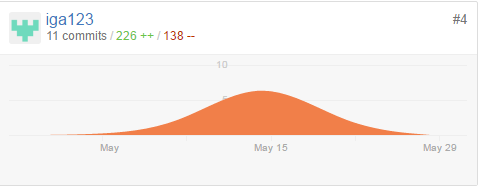 iga123 #4
11 commits / 226 ++ / 138 --
10
5
May May 15 May 29